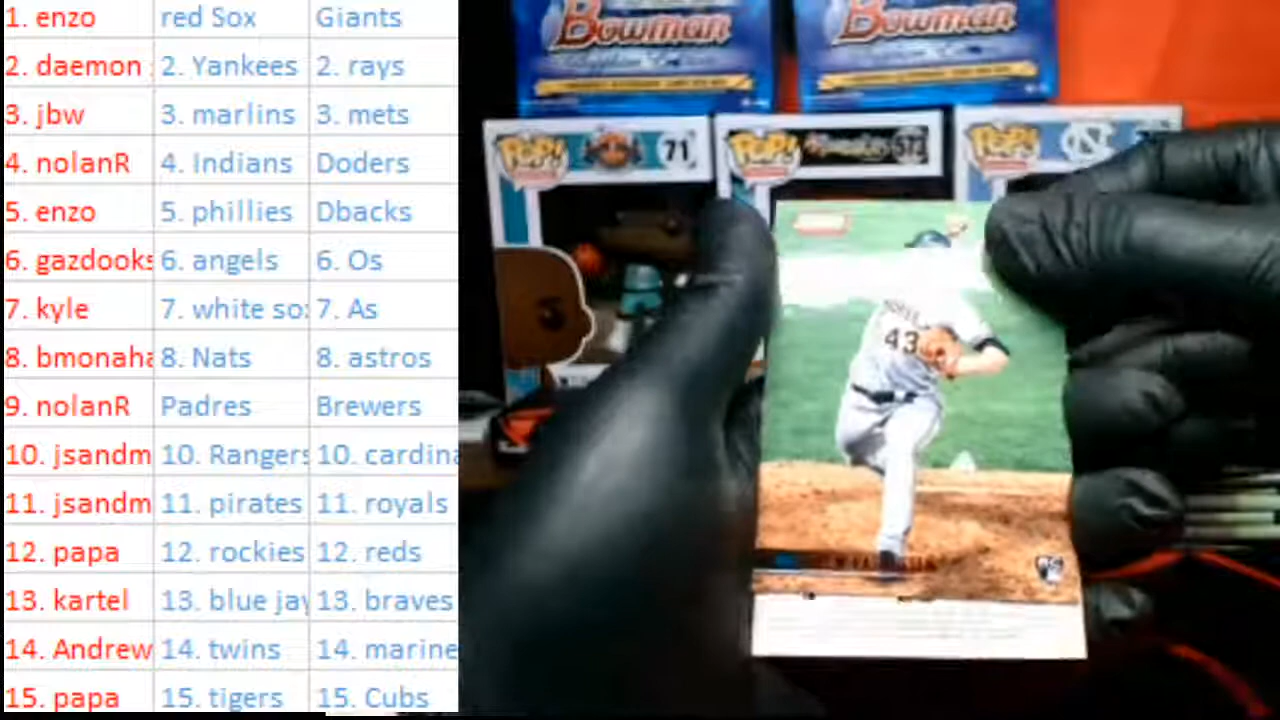 1. enzo red Sox Giants
2. daemon 2. Yankees 2. rays
3. jbw 3. marlins 3. mets
4. nolanR 4. Indians Doders
5. enzo 5. phillies Dbacks
6. gazdooks 6. angels 6. Os
7. kyle 7. white so 7. As
8. bmonaha 8. Nats 8. astros
9. nolanR Padres Brewers
10. jsandm 10. Rangers 10. cardina
11. jsandm 11. pirates 11. royals
12. papa 12. rockies 12. reds
13. kartel 13. blue jay 13. braves
14. Andrew 14. twins 14. marine
15. papa 15. tigers 15. Cubs
Bowman Bowman
POP! 71 POP! 573 POP! NC
43